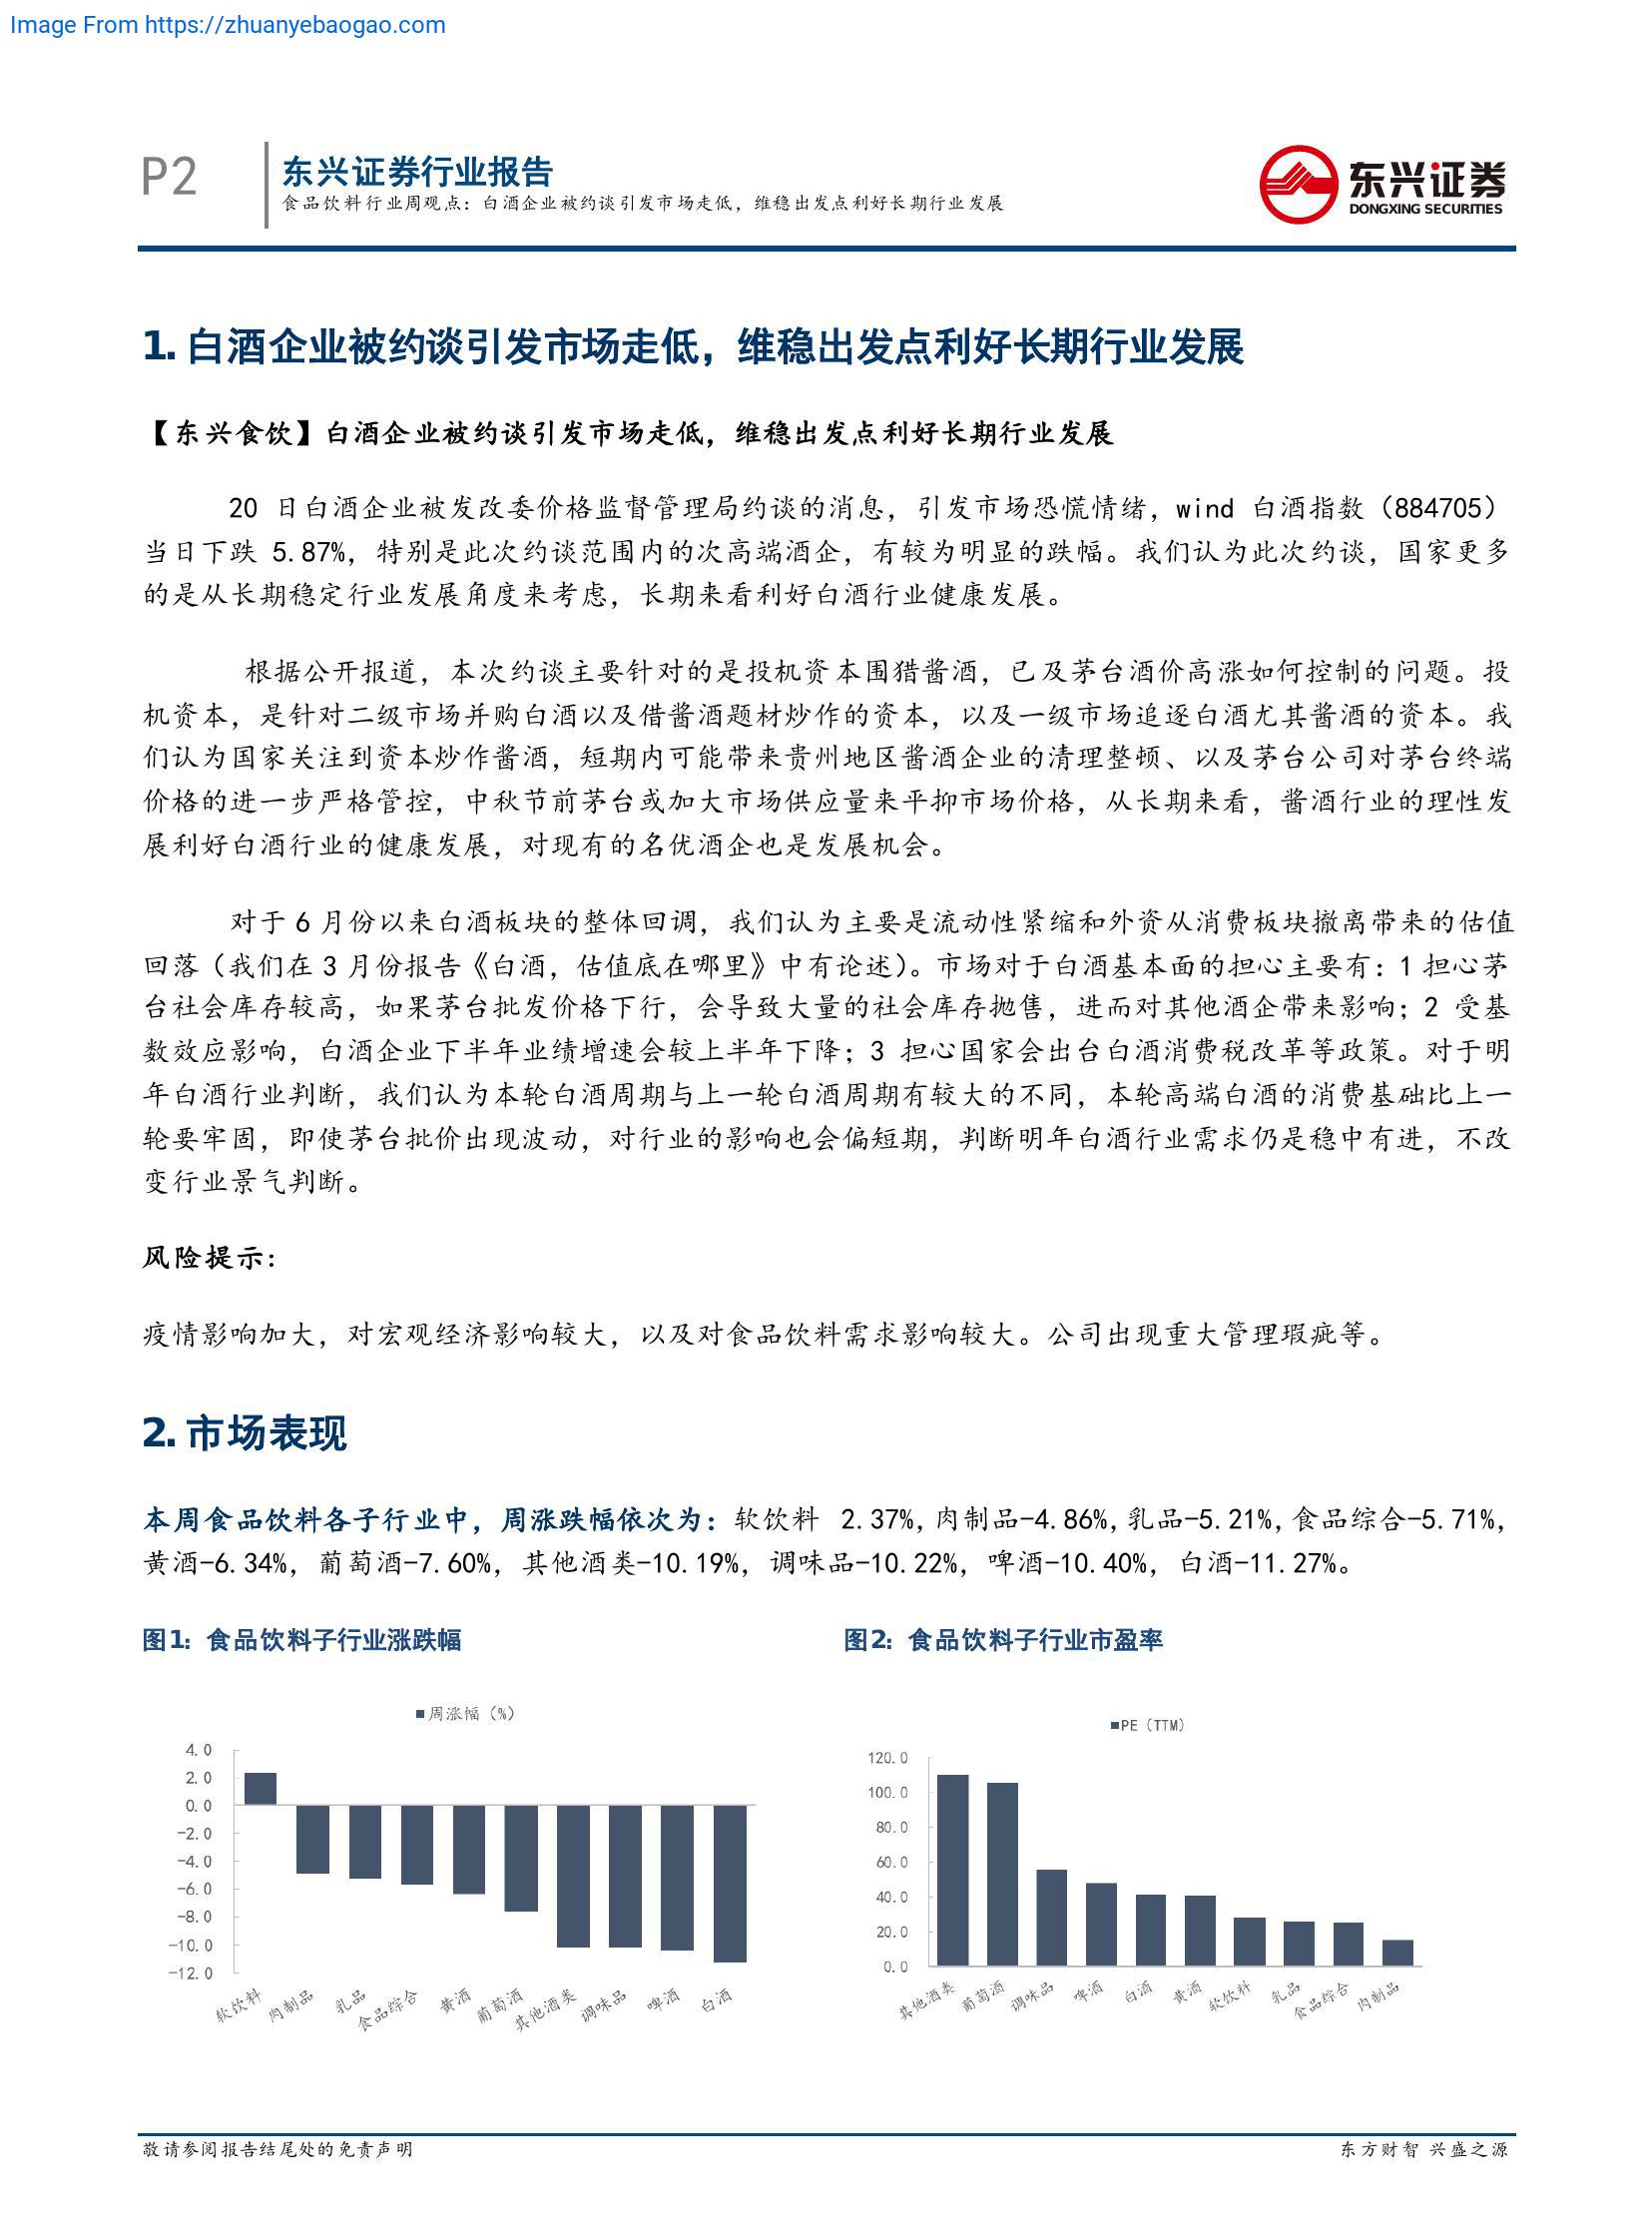 Image From https://zhuanyebaogao.com
P2
东兴证券行业报告
食品饮料行业周观点：白酒企业被约谈引发市场走低，维稳出发点利好长期行业发展
东兴证券
DONGXING SECURITIES
1. 白酒企业被约谈引发市场走低，维稳出发点利好长期行业发展
【东兴食饮】白酒企业被约谈引发市场走低，维稳出发点利好长期行业发展
20 日白酒企业被发改委价格监督管理局约谈的消息，引发市场恐慌情绪，wind 白酒指数（884705）
当日下跌 5.87%，特别是此次约谈范围内的次高端酒企，有较为明显的跌幅。我们认为此次约谈，国家更多
的是从长期稳定行业发展角度来考虑，长期来看利好白酒行业健康发展。
根据公开报道，本次约谈主要针对的是投机资本围猎酱酒，已及茅台酒价高涨如何控制的问题。投
机资本，是针对二级市场并购白酒以及借酱酒题材炒作的资本，以及一级市场追逐白酒尤其酱酒的资本。我
们认为国家关注到资本炒作酱酒，短期内可能带来贵州地区酱酒企业的清理整顿、以及茅台公司对茅台终端
价格的进一步严格管控，中秋节前茅台或加大市场供应量来平抑市场价格，从长期来看，酱酒行业的理性发
展利好白酒行业的健康发展，对现有的名优酒企也是发展机会。
对于 6 月份以来白酒板块的整体回调，我们认为主要是流动性紧缩和外资从消费板块撤离带来的估值
回落（我们在 3 月份报告《白酒，估值底在哪里》中有论述）。市场对于白酒基本面的担心主要有：1 担心茅
台社会库存较高，如果茅台批发价格下行，会导致大量的社会库存抛售，进而对其他酒企带来影响；2 受基
数效应影响，白酒企业下半年业绩增速会较上半年下降；3 担心国家会出台白酒消费税改革等政策。对于明
年白酒行业判断，我们认为本轮白酒周期与上一轮白酒周期有较大的不同，本轮高端白酒的消费基础比上一
轮要牢固，即使茅台批价出现波动，对行业的影响也会偏短期，判断明年白酒行业需求仍是稳中有进，不改
变行业景气判断。
风险提示：
疫情影响加大，对宏观经济影响较大，以及对食品饮料需求影响较大。公司出现重大管理瑕疵等。
2. 市场表现
本周食品饮料各子行业中，周涨跌幅依次为：软饮料 2.37%，肉制品-4.86%，乳品-5.21%，食品综合-5.71%，
黄酒-6.34%，葡萄酒-7.60%，其他酒类-10.19%，调味品-10.22%，啤酒-10.40%，白酒-11.27%。
图1：食品饮料子行业涨跌幅
周涨幅（%）
4.0
2.0
0.0
-2.0
-4.0
-6.0
-8.0
-10.0
-12.0
软饮料 肉制品 乳品 食品综合 黄酒 葡萄酒 其他酒类 调味品 啤酒 白酒
图2：食品饮料子行业市盈率
PE（TTM）
120.0
100.0
80.0
60.0
40.0
20.0
0.0
其他酒类 葡萄酒 调味品 啤酒 白酒 黄酒 软饮料 乳品 食品综合 肉制品
敬请参阅报告结尾处的免责声明
东方财智 兴盛之源